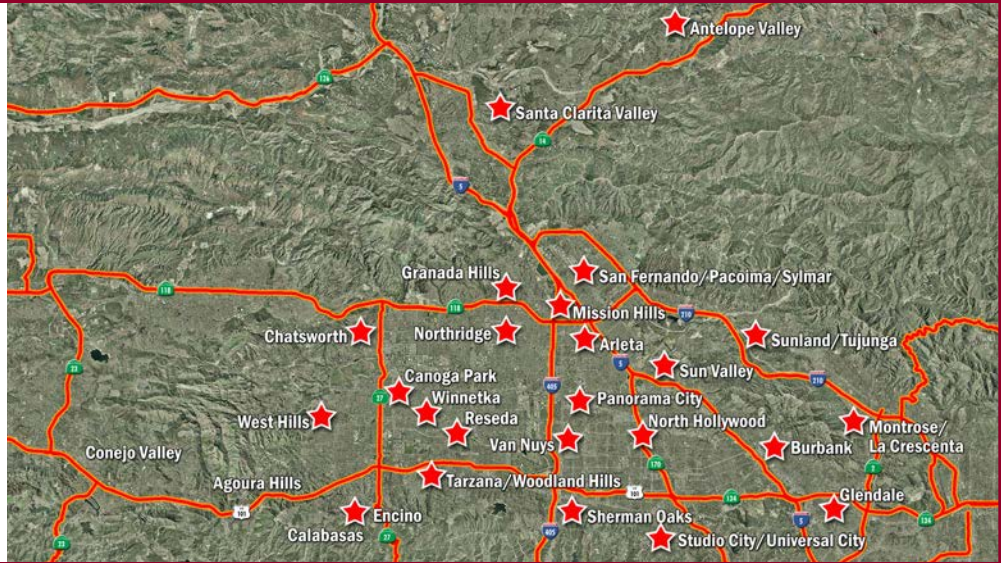 Antelope Valley
126
Santa Clarita Valley
14
5
Granada Hills
San Fernando/Pacoima/Sylmar
118
118
Mission Hills
210
Chatsworth
Northridge
Arleta
Sunland/Tujunga
23
5
Sun Valley
210
Canoga Park
405
27
Winnetka
Panorama City
West Hills
Reseda
North Hollywood
Montrose/
La Crescenta
Van Nuys
Burbank
Conejo Valley
170
2
Agoura Hills
Tarzana/Woodland Hills
101
134
Glendale
101
Encino
Sherman Oaks
5
134
Calabasas
27
405
Studio City/Universal City
23